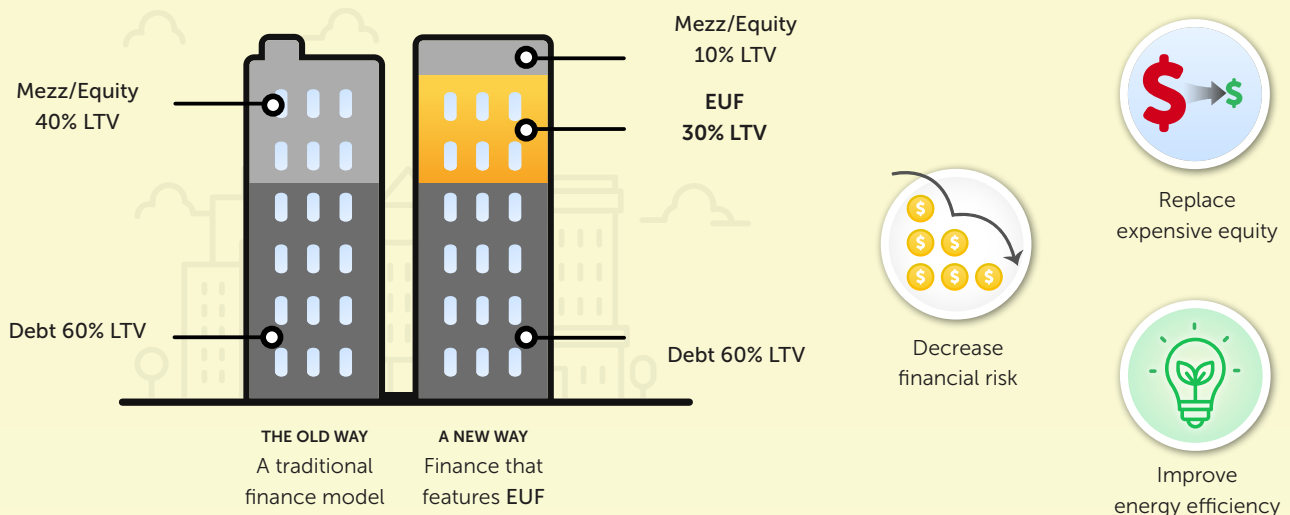 Mezz/Equity
40% LTV
Debt 60% LTV
Mezz/Equity
10% LTV
EUF
30% LTV
Debt 60% LTV
THE OLD WAY
A traditional
finance model
A NEW WAY
Finance that
features EUF
$
$
$ $
$ $ $
Decrease
financial risk
$ $
Replace
expensive equity
Improve
energy efficiency